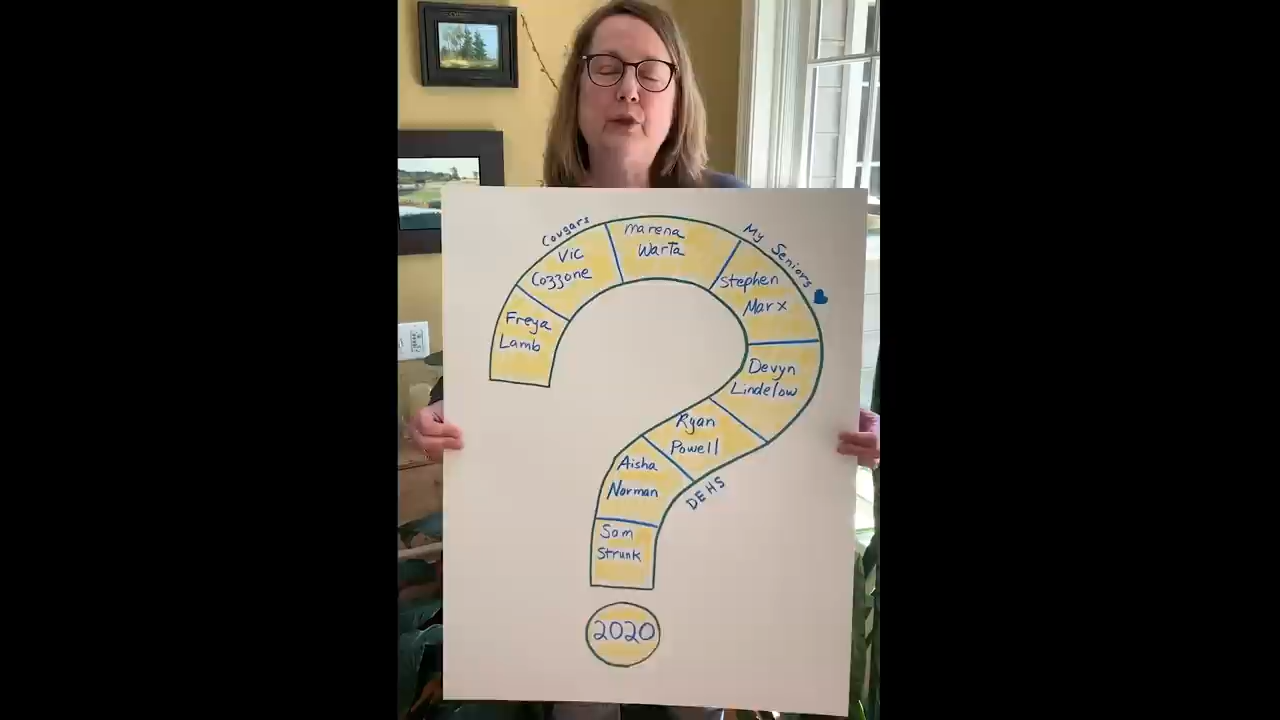 Cougars
My Seniors
Freya
Lamb
Vic
Cozzone
Marena
Warta
Stephen
Marx
Devyn
Lindelow
Ryan
Powell
Aisha
Norman
Sam
Strunk
DEHS
2020